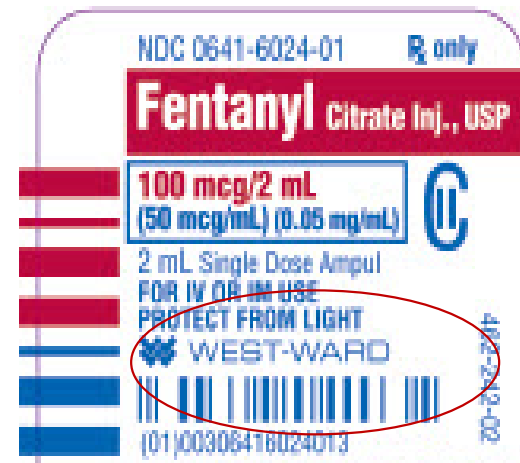 NDC 0641-6024-01 ℞ only
Fentanyl Citrate Inj., USP
100 mcg/2 mL
(50 mcg/mL) (0.05 mg/mL)
CII
2 mL Single Dose Ampul
FOR IV OR IM USE
PROTECT FROM LIGHT
WEST-WARD
(01)00306416024013
462-242-02